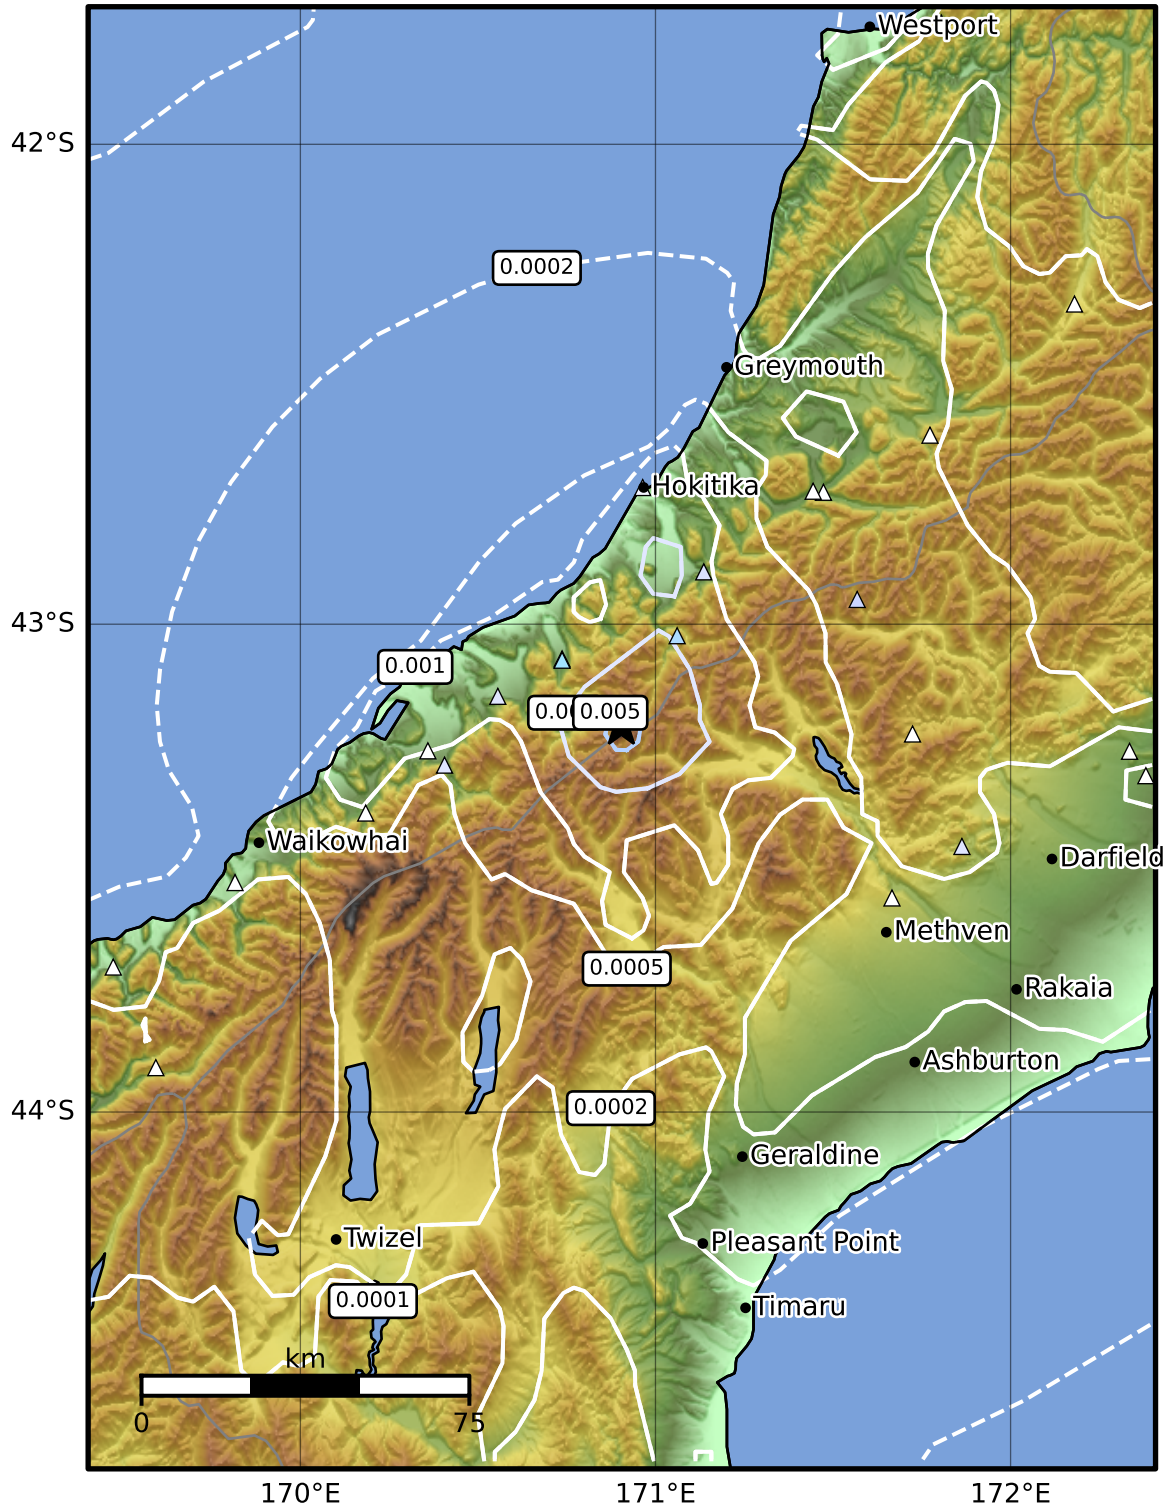 Westport
42°S
0.0002
Greymouth
Hokitika
43°S
0.001
0.005
Waikowhai
Darfield
Methven
0.0005
Rakaia
Ashburton
44°S
0.0002
Geraldine
Twizel
Pleasant Point
0.0001
Timaru
km
0
75
170°E
171°E
172°E